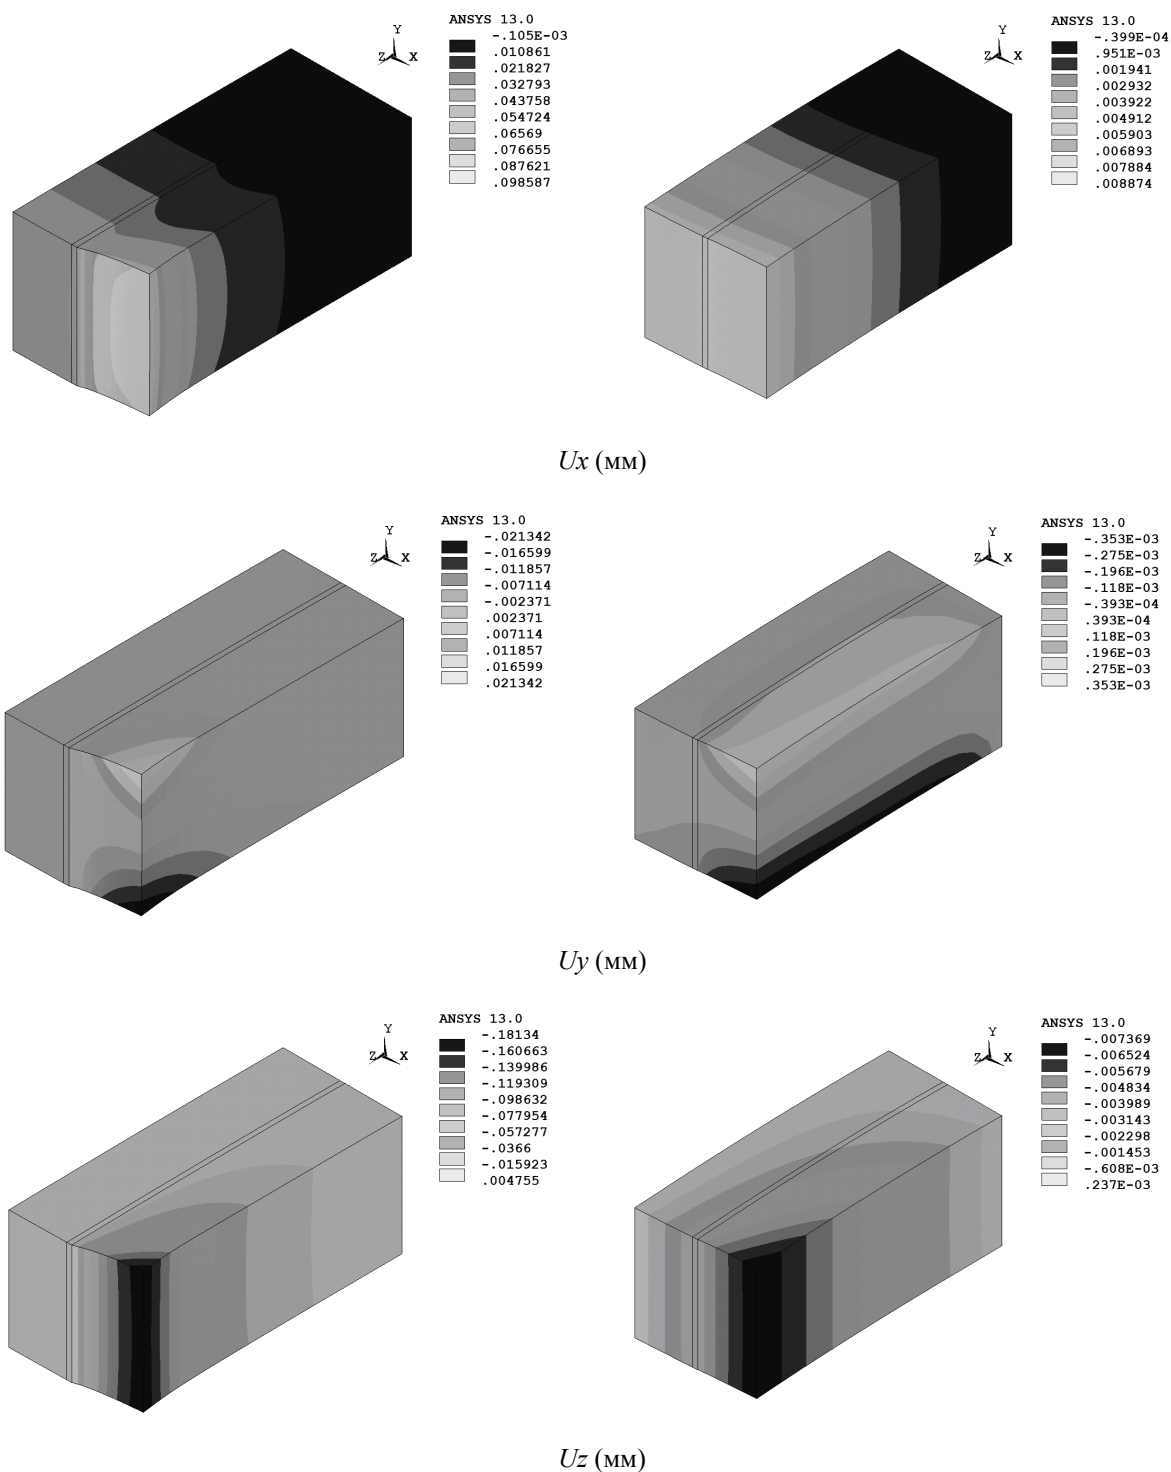 ANSYS 13.0
-.105E-03
.010861
.021827
.032793
.043758
.054724
.06569
.076655
.087621
.098587
Y
Z X
ANSYS 13.0
-.399E-04
.951E-03
.001941
.002932
.003922
.004912
.005903
.006893
.007884
.008874
Y
Z X
Ux (мм)
ANSYS 13.0
-.021342
-.016599
-.011857
-.007114
-.002371
.002371
.007114
.011857
.016599
.021342
Y
Z X
ANSYS 13.0
-.353E-03
-.275E-03
-.196E-03
-.118E-03
-.393E-04
.393E-04
.118E-03
.196E-03
.275E-03
.353E-03
Y
Z X
Uy (мм)
ANSYS 13.0
-.18134
-.160663
-.139986
-.119309
-.098632
-.077954
-.057277
-.0366
-.015923
.004755
Y
Z X
ANSYS 13.0
-.007369
-.006524
-.005679
-.004834
-.003989
-.003143
-.002298
-.001453
-.608E-03
.237E-03
Y
Z X
Uz (мм)